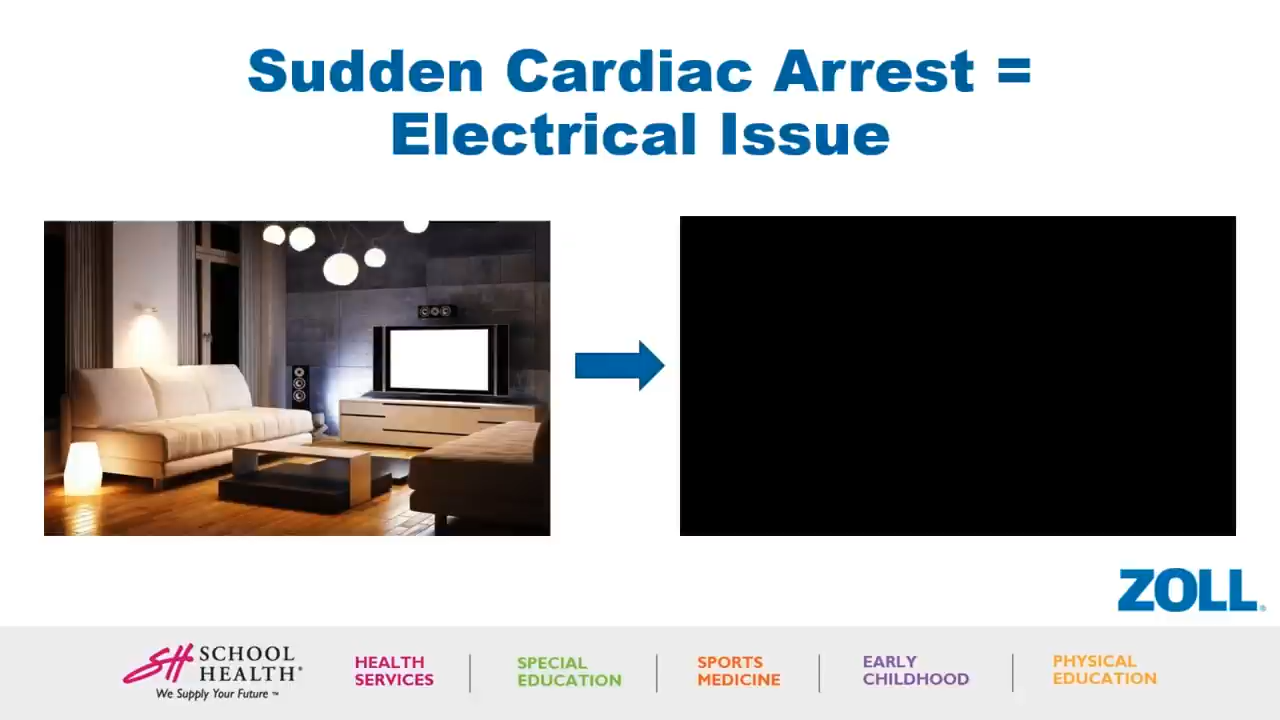 Sudden Cardiac Arrest =
Electrical Issue
ZOLL®
SH SCHOOL
HEALTH®
We Supply Your Future ™
HEALTH
SERVICES
SPECIAL
EDUCATION
SPORTS
MEDICINE
EARLY
CHILDHOOD
PHYSICAL
EDUCATION